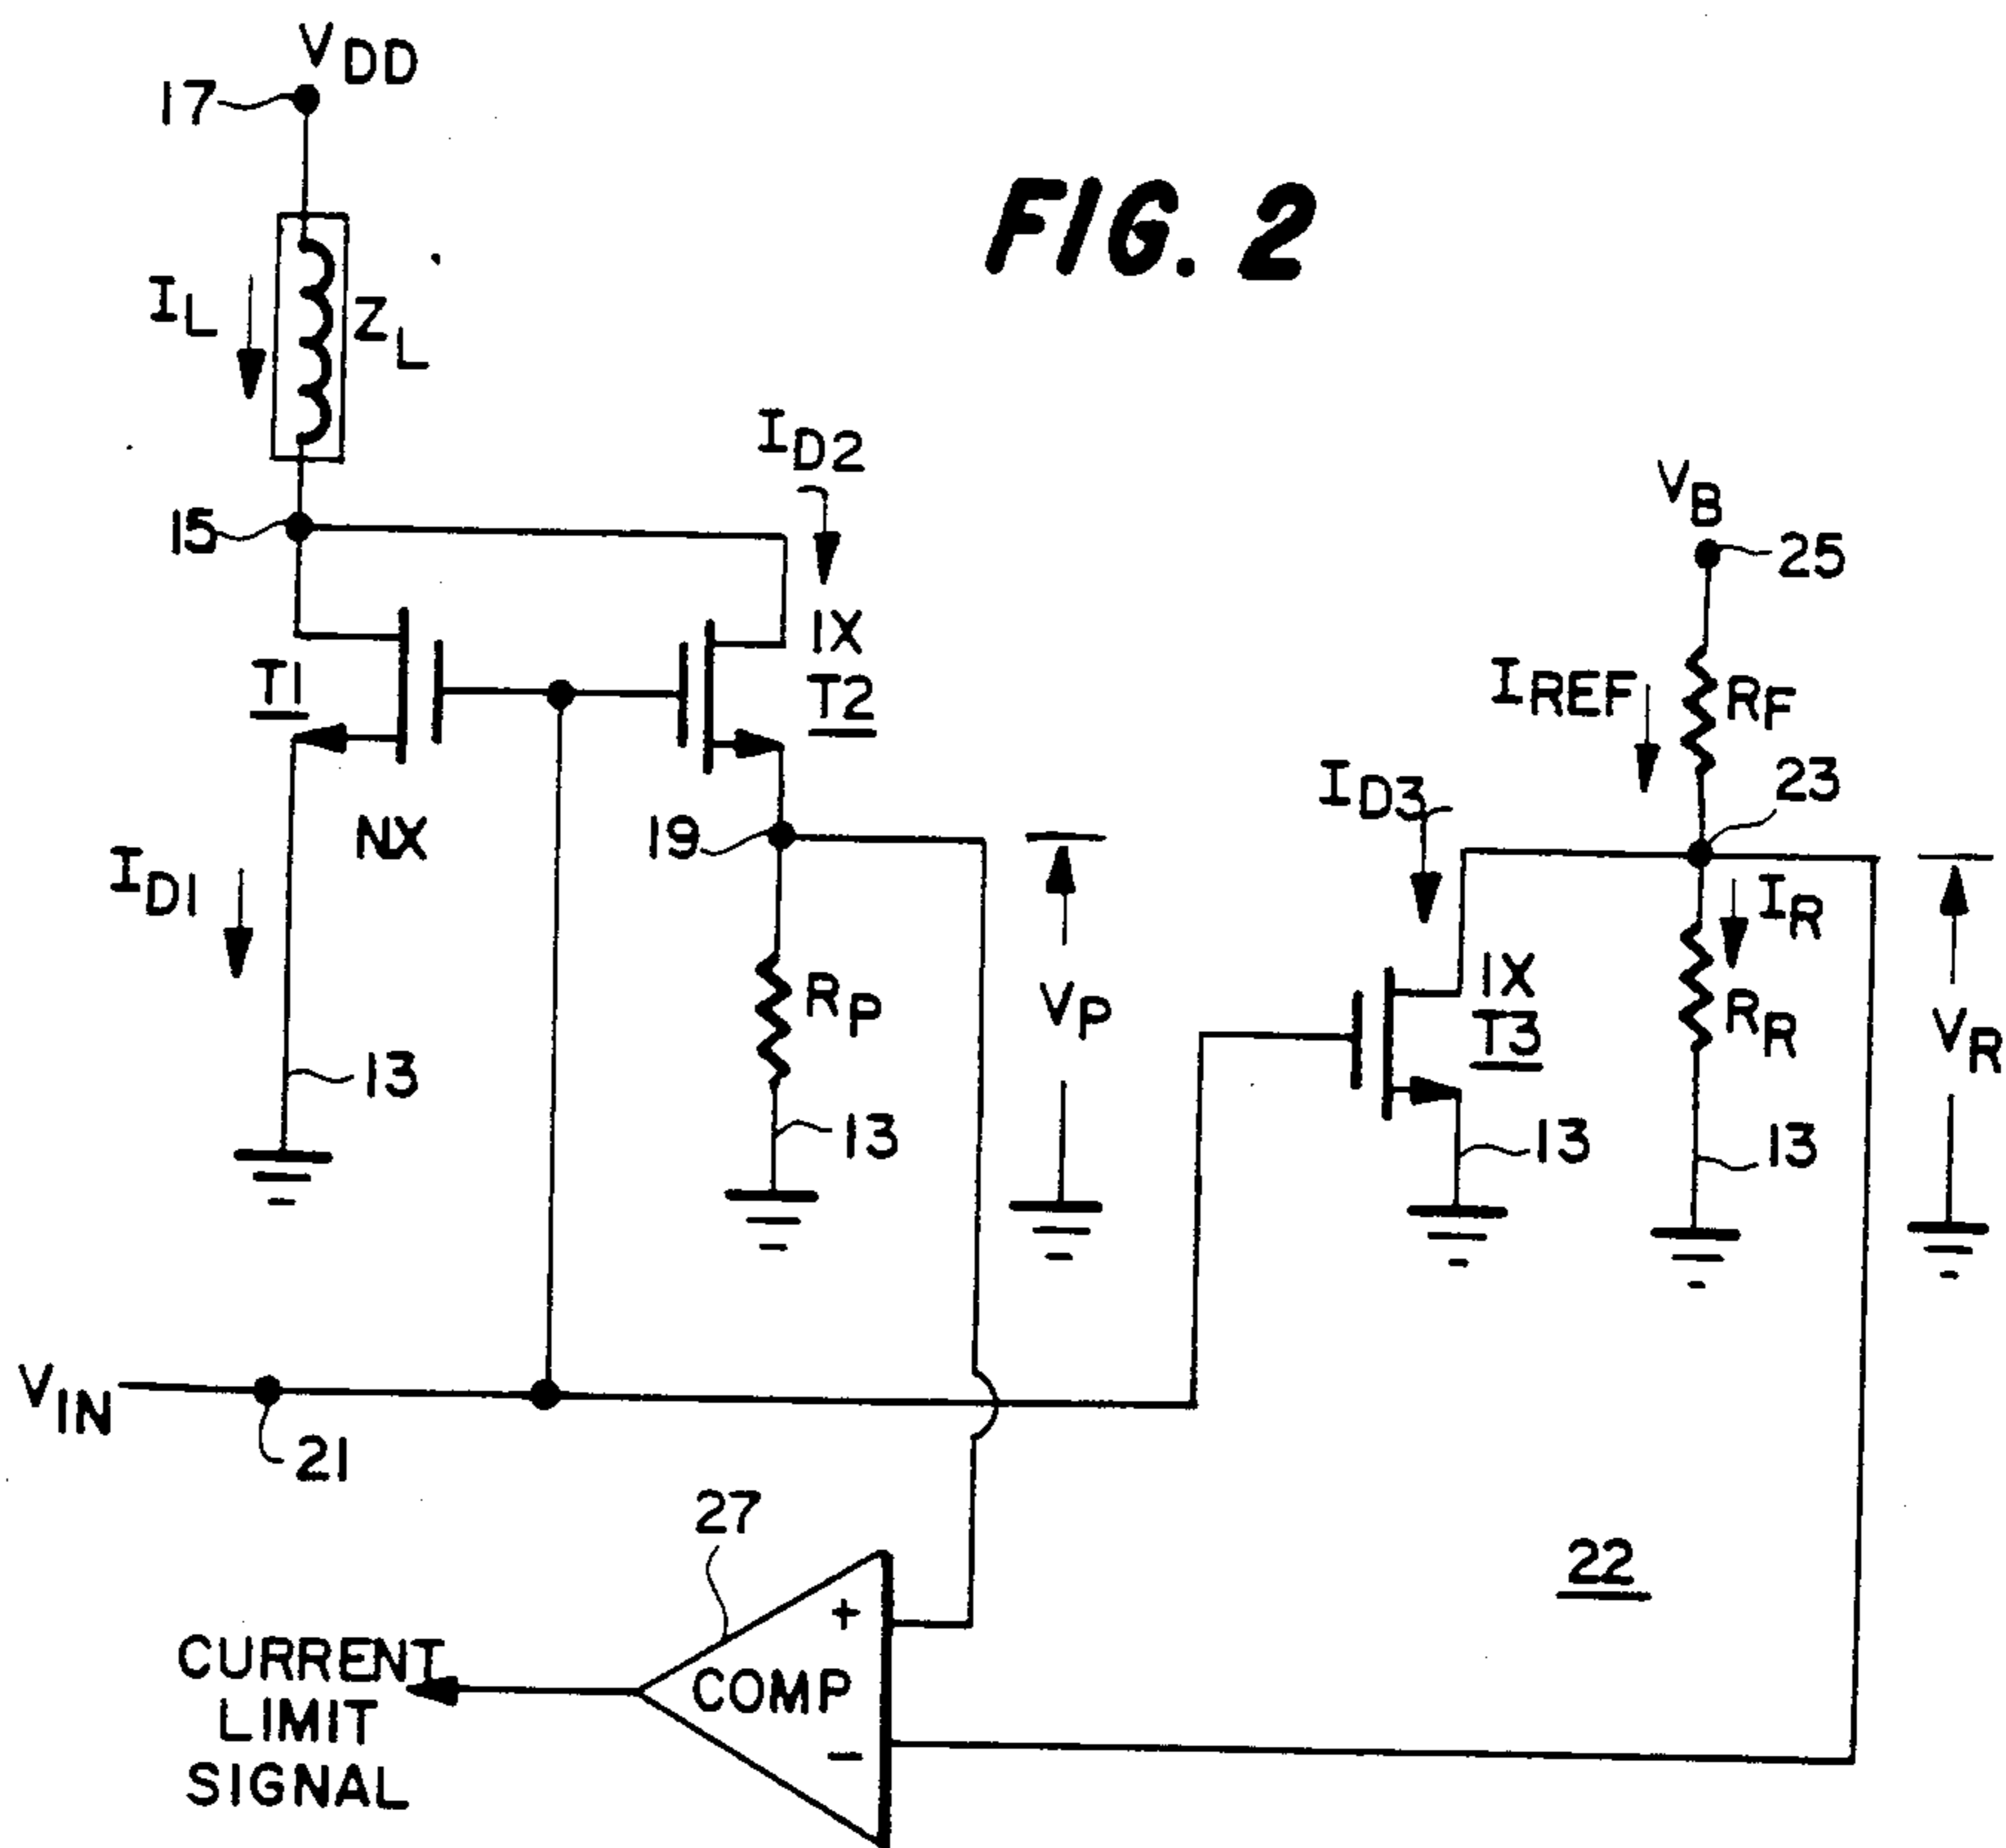 VDD
17
FIG. 2
IL
ZL
ID2
VB
15
25
1X
T1
T2
IREF
RF
ID3
23
NX
19
ID1
IR
1X
RP
VP
T3
RR
VR
13
13
13
13
VIN
21
27
22
+
CURRENT
LIMIT
SIGNAL
COMP
−